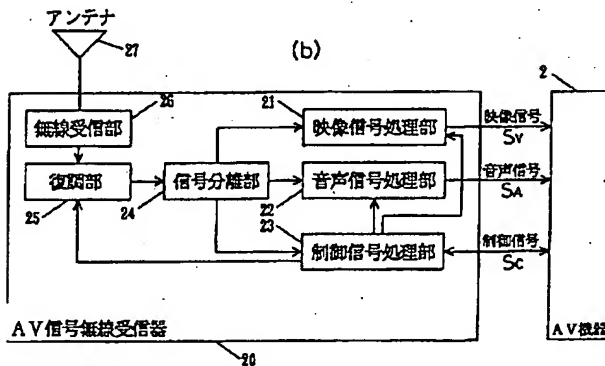 アンテナ
27
(b)
2
26
21
無線受信部
映像信号処理部
映像信号
SV
復調部
信号分離部
音声信号処理部
音声信号
SA
25
24
22
23
制御信号処理部
制御信号
SC
AV信号無線受信器
AV機器
20